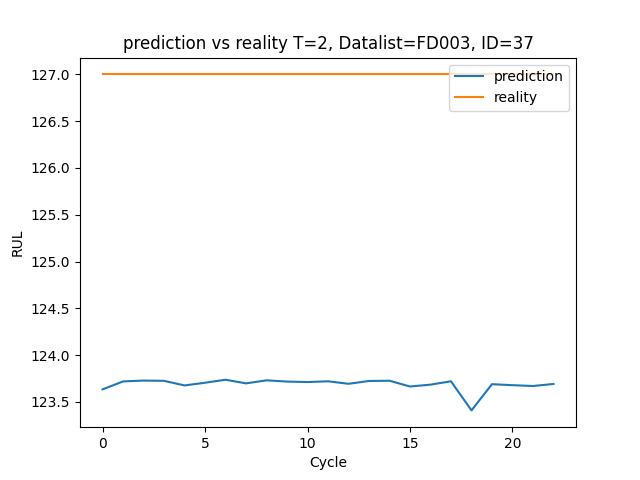 prediction vs reality T=2, Datalist=FD003, ID=37
prediction
reality
127.0
126.5
126.0
125.5
125.0
124.5
124.0
123.5
RUL
0 5 10 15 20
Cycle